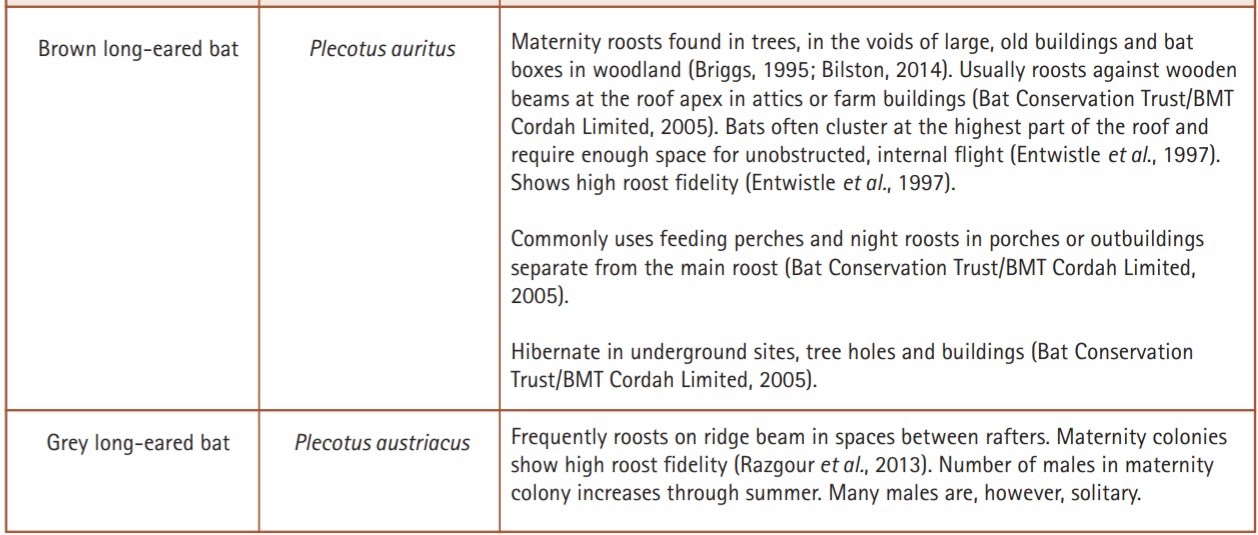 Brown long-eared bat
Plecotus auritus
Maternity roosts found in trees, in the voids of large, old buildings and bat
boxes in woodland (Briggs, 1995; Bilston, 2014). Usually roosts against wooden
beams at the roof apex in attics or farm buildings (Bat Conservation Trust/BMT
Cordah Limited, 2005). Bats often cluster at the highest part of the roof and
require enough space for unobstructed, internal flight (Entwistle et al., 1997).
Shows high roost fidelity (Entwistle et al., 1997).
Commonly uses feeding perches and night roosts in porches or outbuildings
separate from the main roost (Bat Conservation Trust/BMT Cordah Limited,
2005).
Hibernate in underground sites, tree holes and buildings (Bat Conservation
Trust/BMT Cordah Limited, 2005).
Grey long-eared bat
Plecotus austriacus
Frequently roosts on ridge beam in spaces between rafters. Maternity colonies
show high roost fidelity (Razgour et al., 2013). Number of males in maternity
colony increases through summer. Many males are, however, solitary.